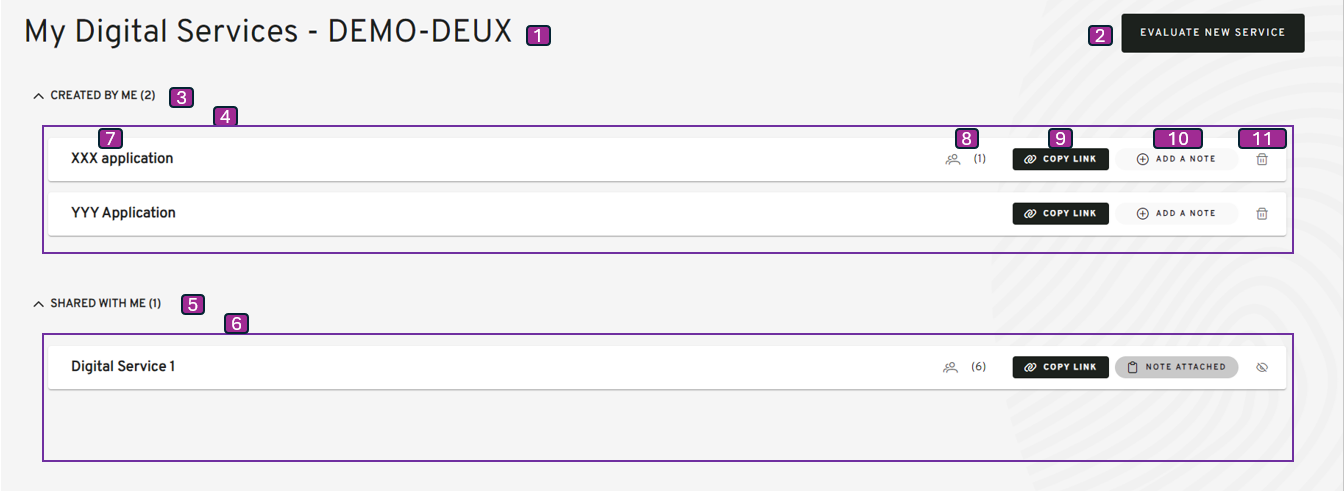 My Digital Services - DEMO-DEUX 1 2 EVALUATE NEW SERVICE
CREATED BY ME (2) 3
4
7 8 9 10 11
XXX application (1) COPY LINK ADD A NOTE
YYY Application COPY LINK ADD A NOTE
SHARED WITH ME (1) 5
6
Digital Service 1 (6) COPY LINK NOTE ATTACHED